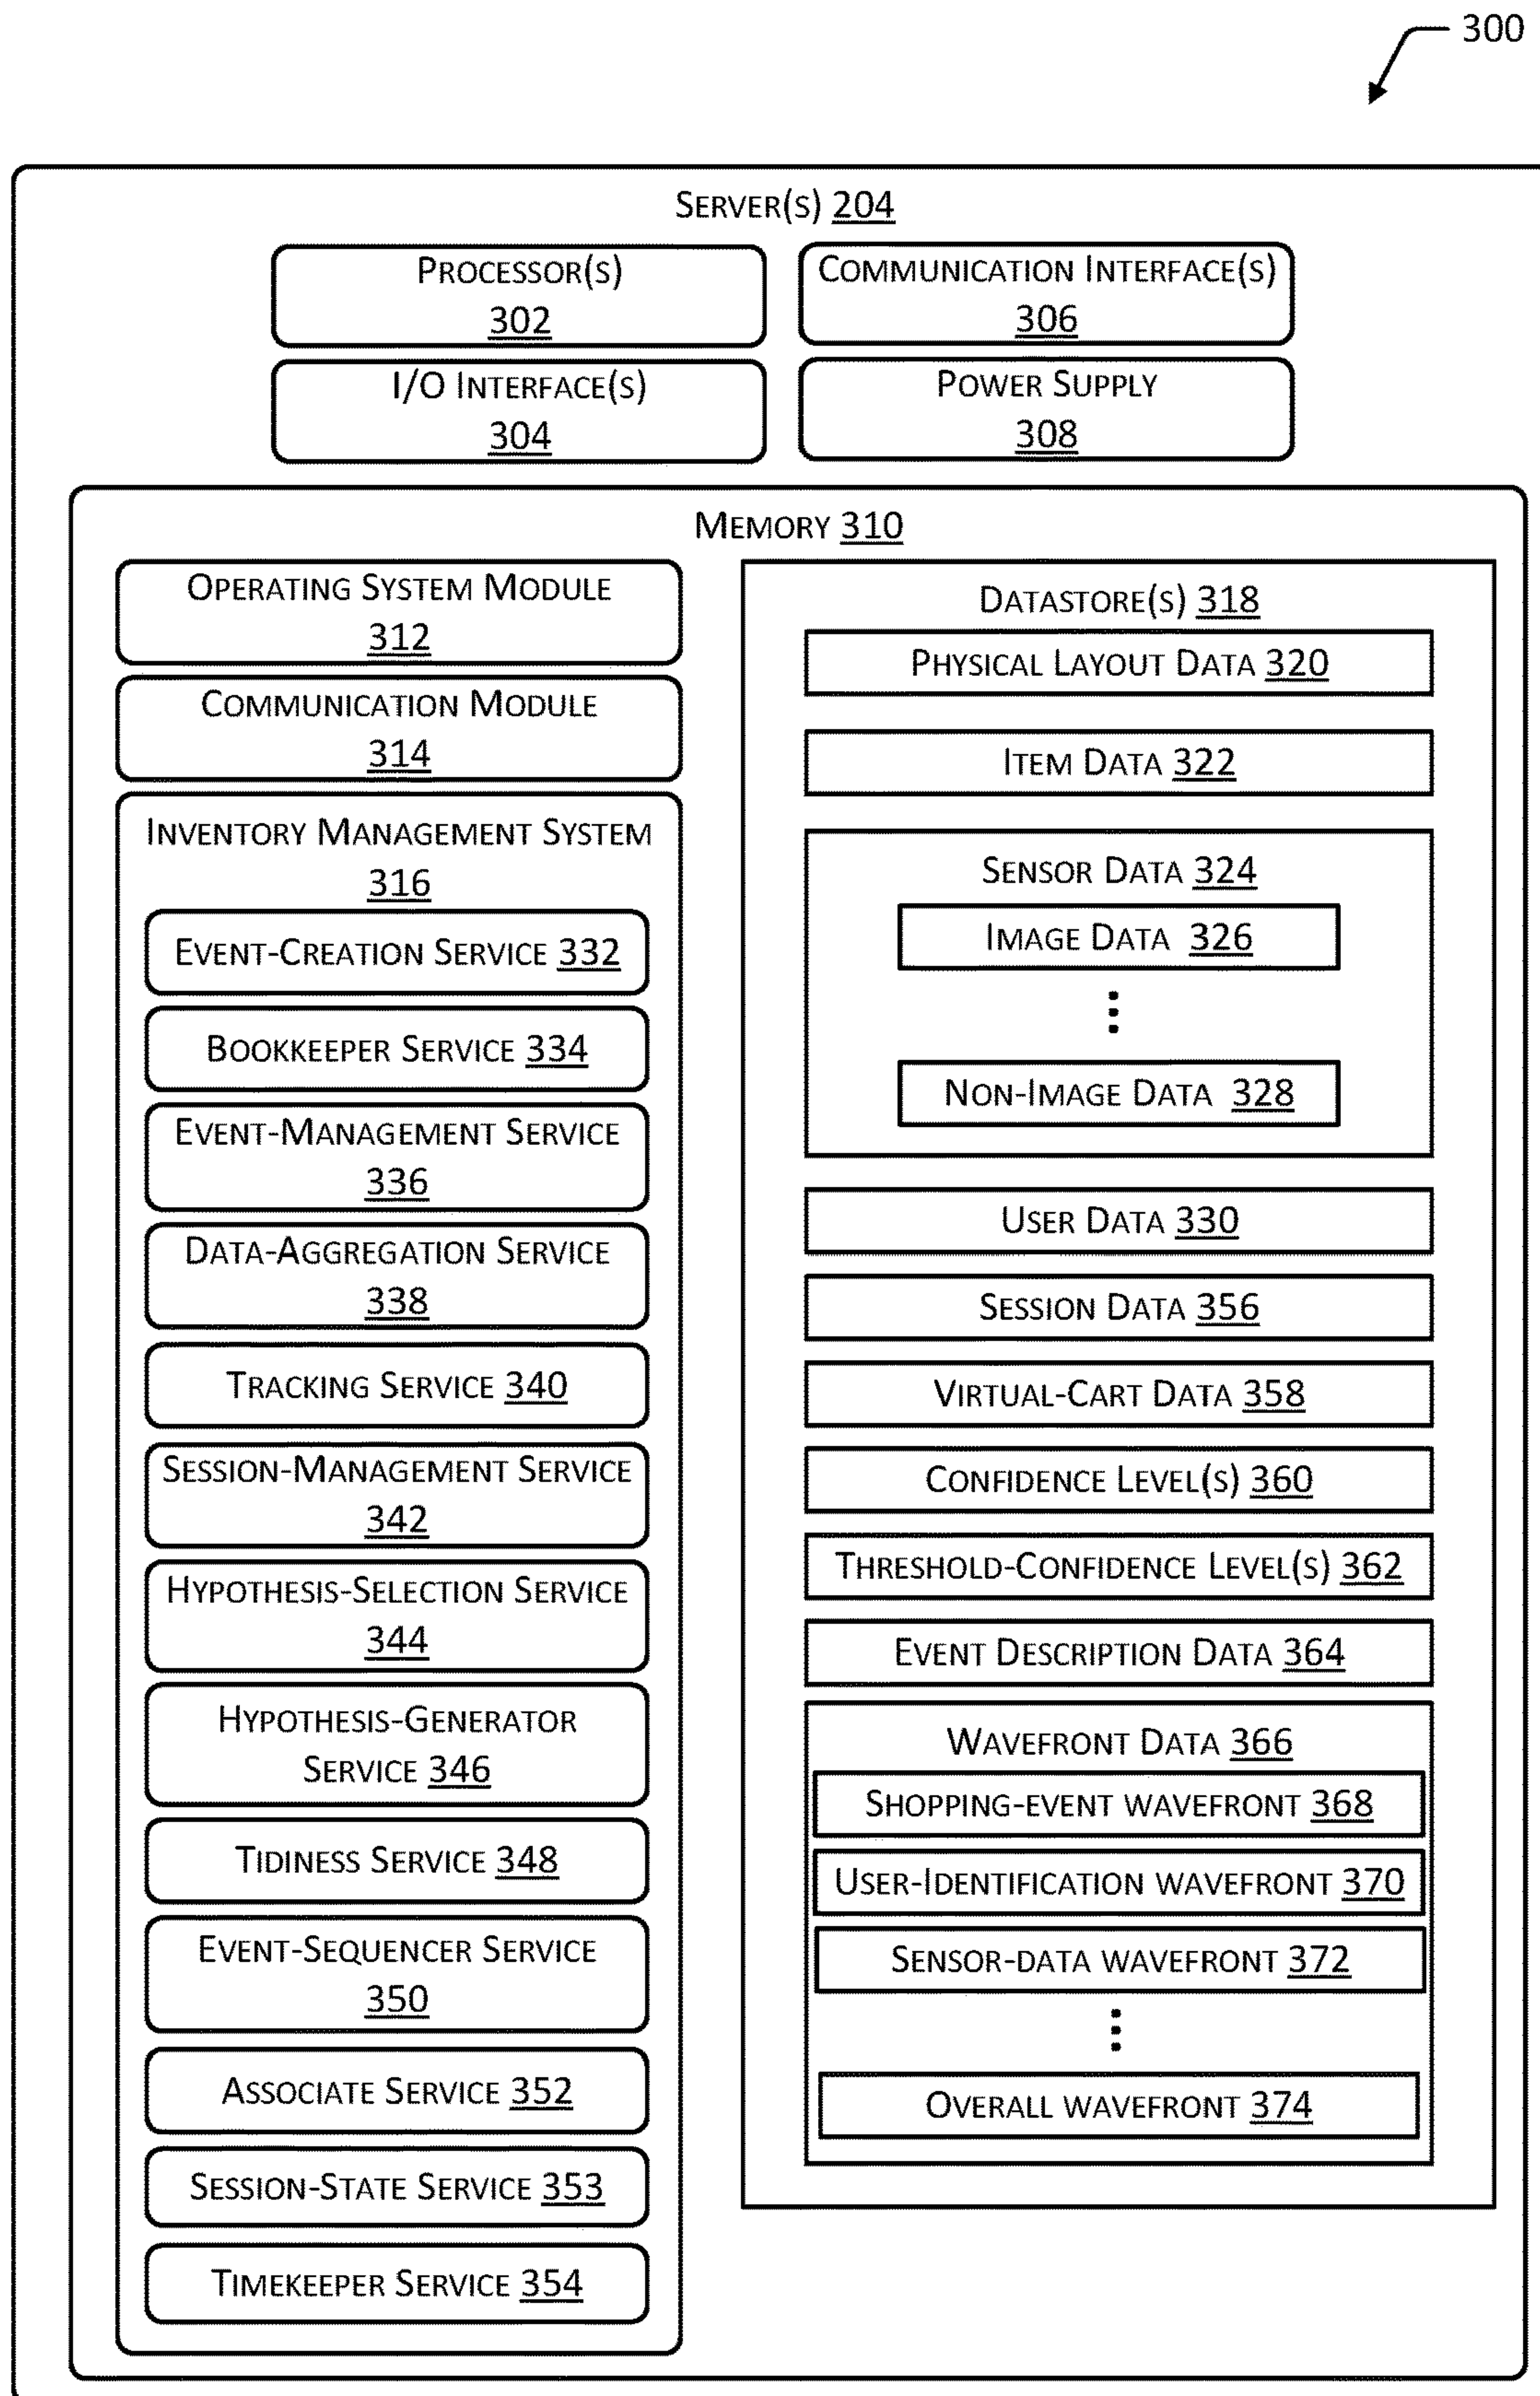 300
SERVER(S) 204
PROCESSOR(S)
302
COMMUNICATION INTERFACE(S)
306
I/O INTERFACE(S)
304
POWER SUPPLY
308
MEMORY 310
OPERATING SYSTEM MODULE
312
COMMUNICATION MODULE
314
INVENTORY MANAGEMENT SYSTEM
316
EVENT-CREATION SERVICE 332
BOOKKEEPER SERVICE 334
EVENT-MANAGEMENT SERVICE
336
DATA-AGGREGATION SERVICE
338
TRACKING SERVICE 340
SESSION-MANAGEMENT SERVICE
342
HYPOTHESIS-SELECTION SERVICE
344
HYPOTHESIS-GENERATOR
SERVICE 346
TIDINESS SERVICE 348
EVENT-SEQUENCER SERVICE
350
ASSOCIATE SERVICE 352
SESSION-STATE SERVICE 353
TIMEKEEPER SERVICE 354
DATASTORE(S) 318
PHYSICAL LAYOUT DATA 320
ITEM DATA 322
SENSOR DATA 324
IMAGE DATA 326
NON-IMAGE DATA 328
USER DATA 330
SESSION DATA 356
VIRTUAL-CART DATA 358
CONFIDENCE LEVEL(S) 360
THRESHOLD-CONFIDENCE LEVEL(S) 362
EVENT DESCRIPTION DATA 364
WAVEFRONT DATA 366
SHOPPING-EVENT WAVEFRONT 368
USER-IDENTIFICATION WAVEFRONT 370
SENSOR-DATA WAVEFRONT 372
OVERALL WAVEFRONT 374